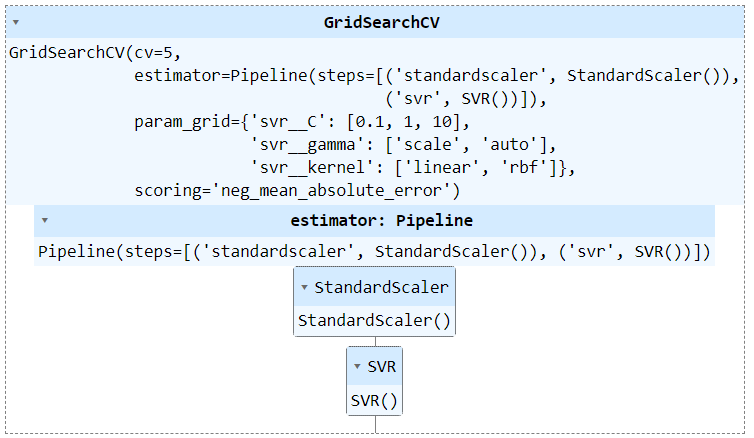 GridSearchCV
GridSearchCV(cv=5,
estimator=Pipeline(steps=[('standardscaler', StandardScaler()),
('svr', SVR())]),
param_grid={'svr__C': [0.1, 1, 10],
'svr__gamma': ['scale', 'auto'],
'svr__kernel': ['linear', 'rbf']},
scoring='neg_mean_absolute_error')
estimator: Pipeline
Pipeline(steps=[('standardscaler', StandardScaler()), ('svr', SVR())])
StandardScaler
StandardScaler()
SVR
SVR()